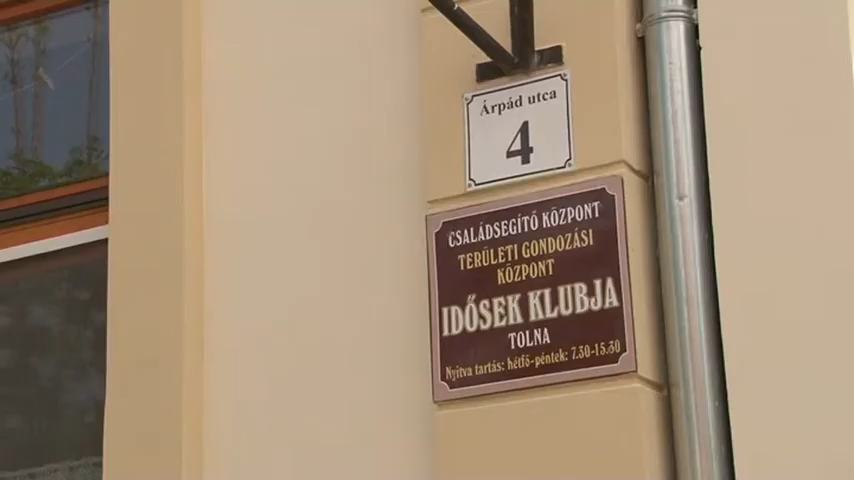 Árpád utca
4
CSALÁDSEGÍTŐ KÖZPONT
TERÜLETI GONDOZÁSI
KÖZPONT
IDŐSEK KLUBJA
TOLNA
Nyitva tartás: hétfő-péntek: 7.30-15.30